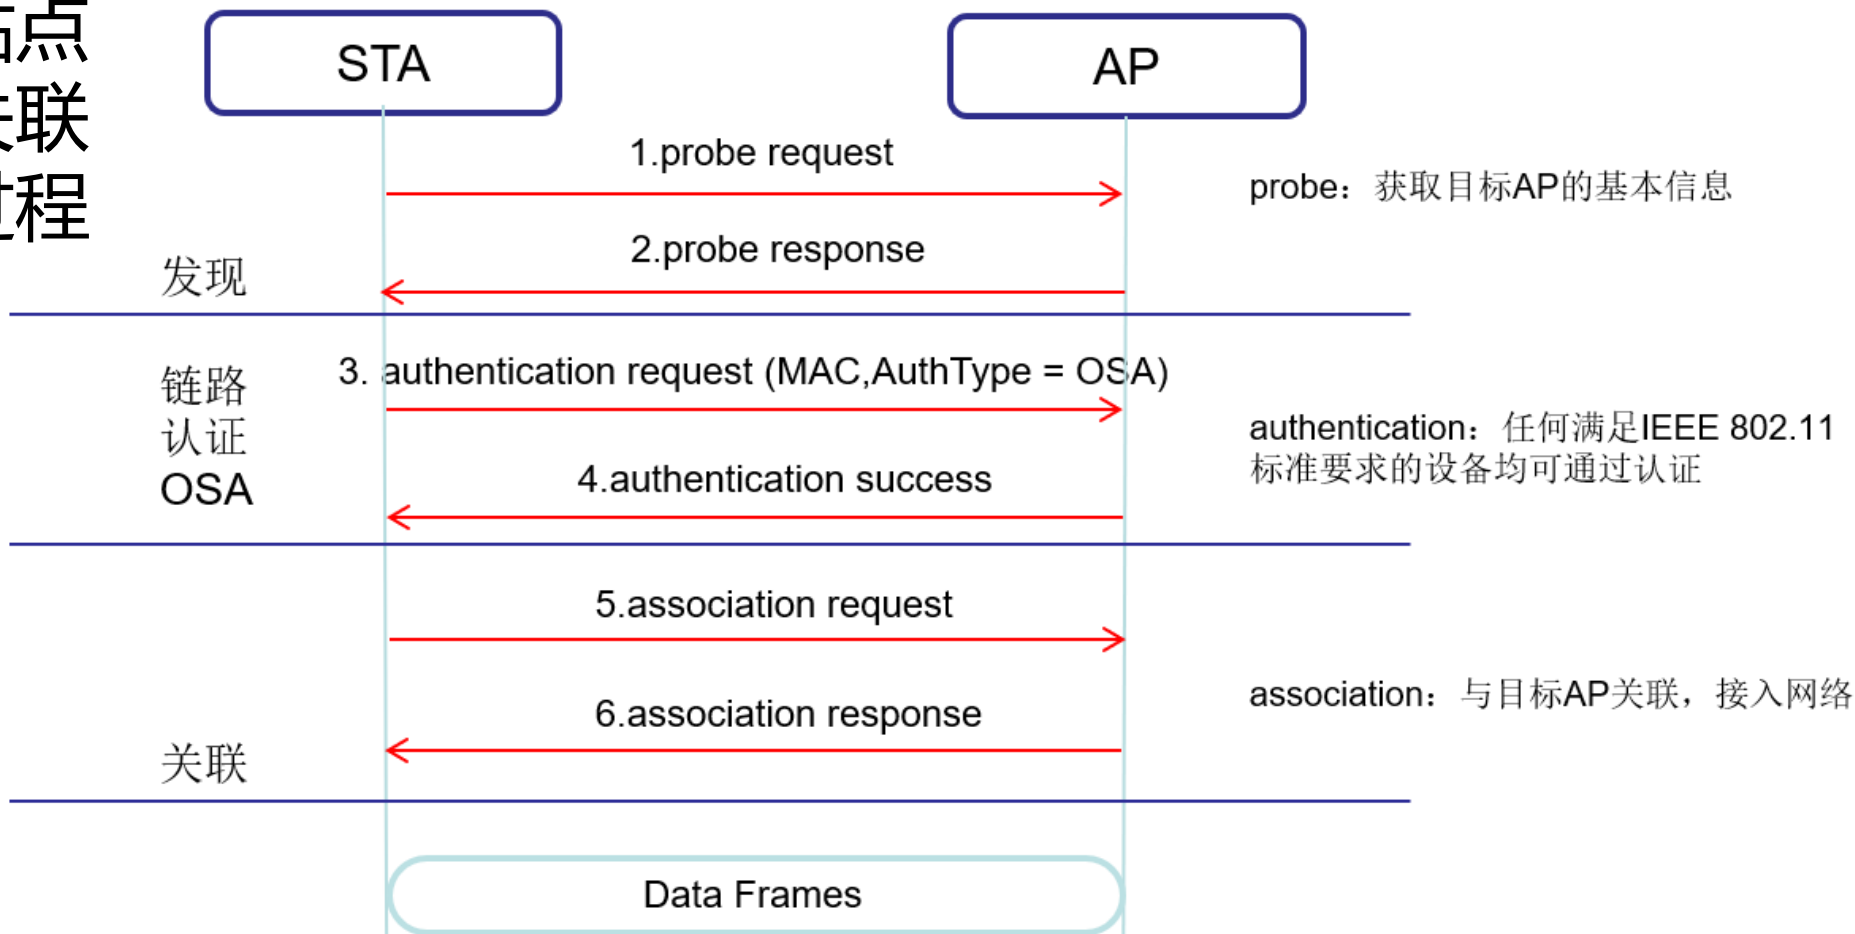 点
联
过程
STA
AP
1.probe request
probe：获取目标AP的基本信息
2.probe response
发现
3. authentication request (MAC,AuthType = OSA)
链路
认证
OSA
authentication：任何满足IEEE 802.11
标准要求的设备均可通过认证
4.authentication success
5.association request
association：与目标AP关联，接入网络
6.association response
关联
Data Frames